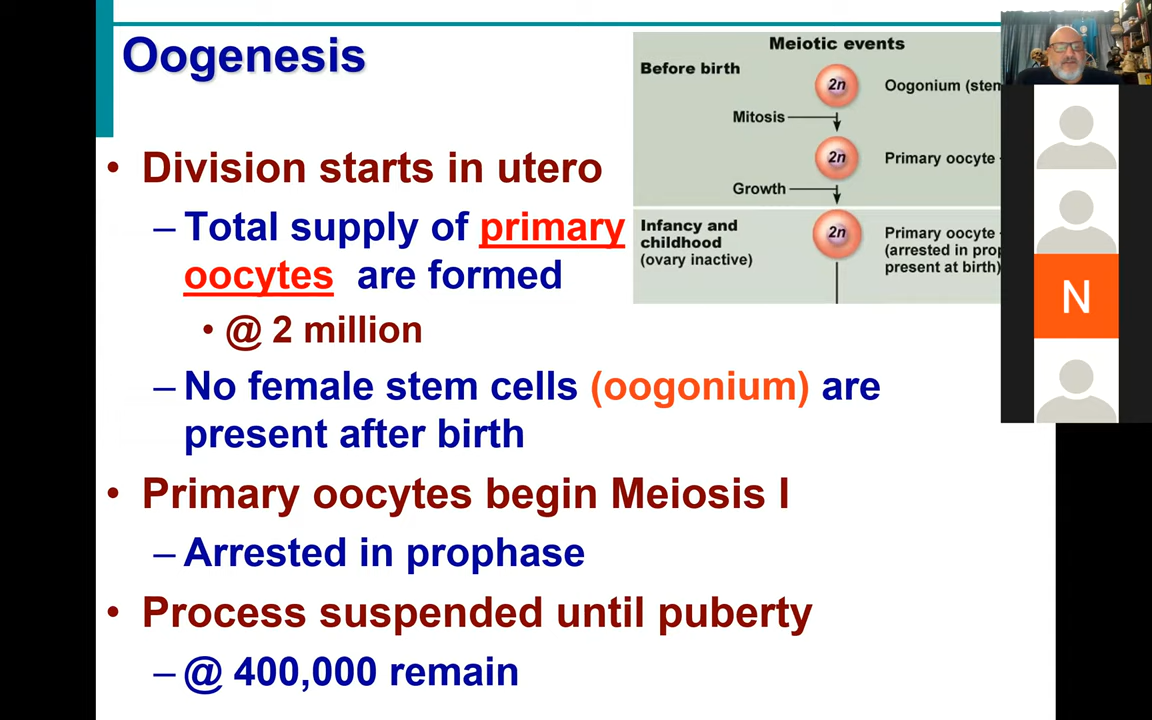 Oogenesis
• Division starts in utero
– Total supply of primary
oocytes are formed
• @ 2 million
– No female stem cells (oogonium) are
present after birth
• Primary oocytes begin Meiosis I
– Arrested in prophase
• Process suspended until puberty
– @ 400,000 remain
Meiotic events
Before birth
2n
Oogonium (stem
Mitosis
2n
Primary oocyte
Growth
Infancy and
childhood
(ovary inactive)
2n
Primary oocyte
(arrested in prop
present at birth)
N